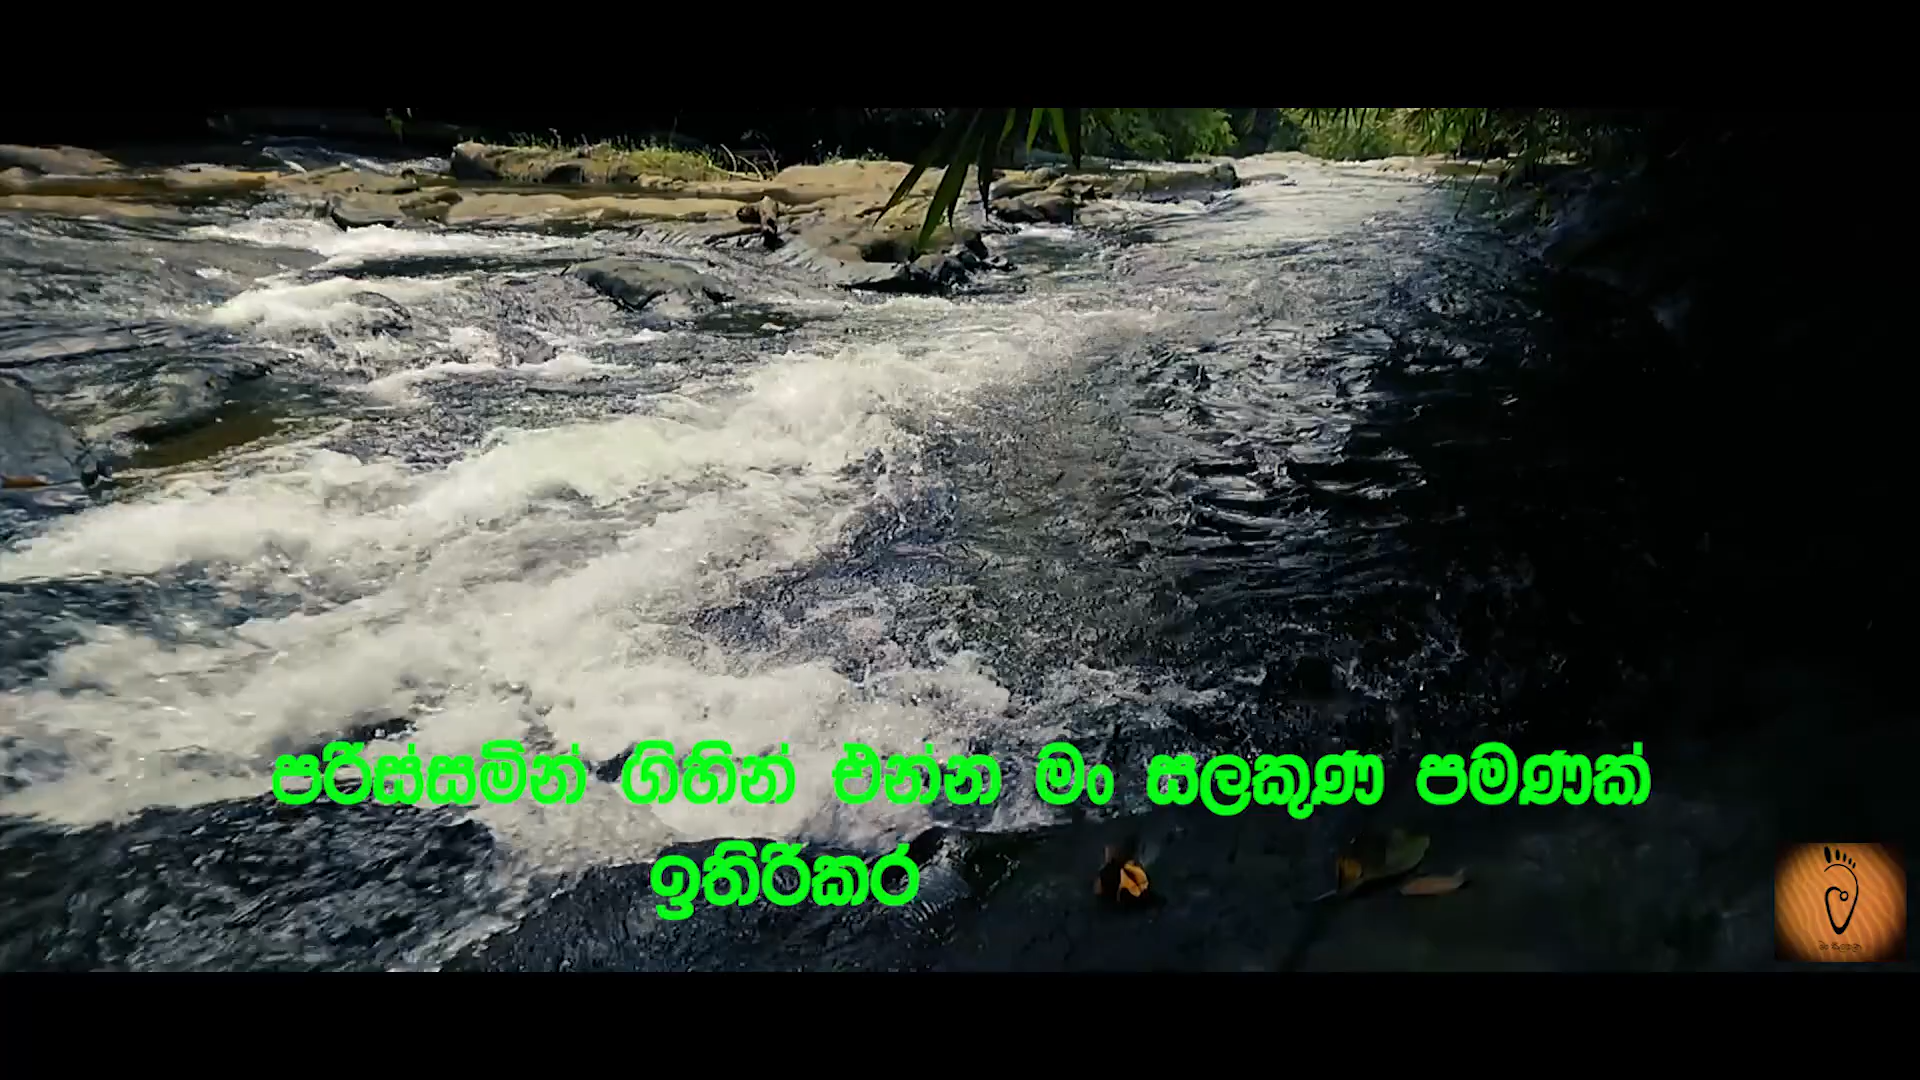 පරිස්සමින් ගිහින් එන්න මං සලකුණ පමණක්
ඉතිරිකර